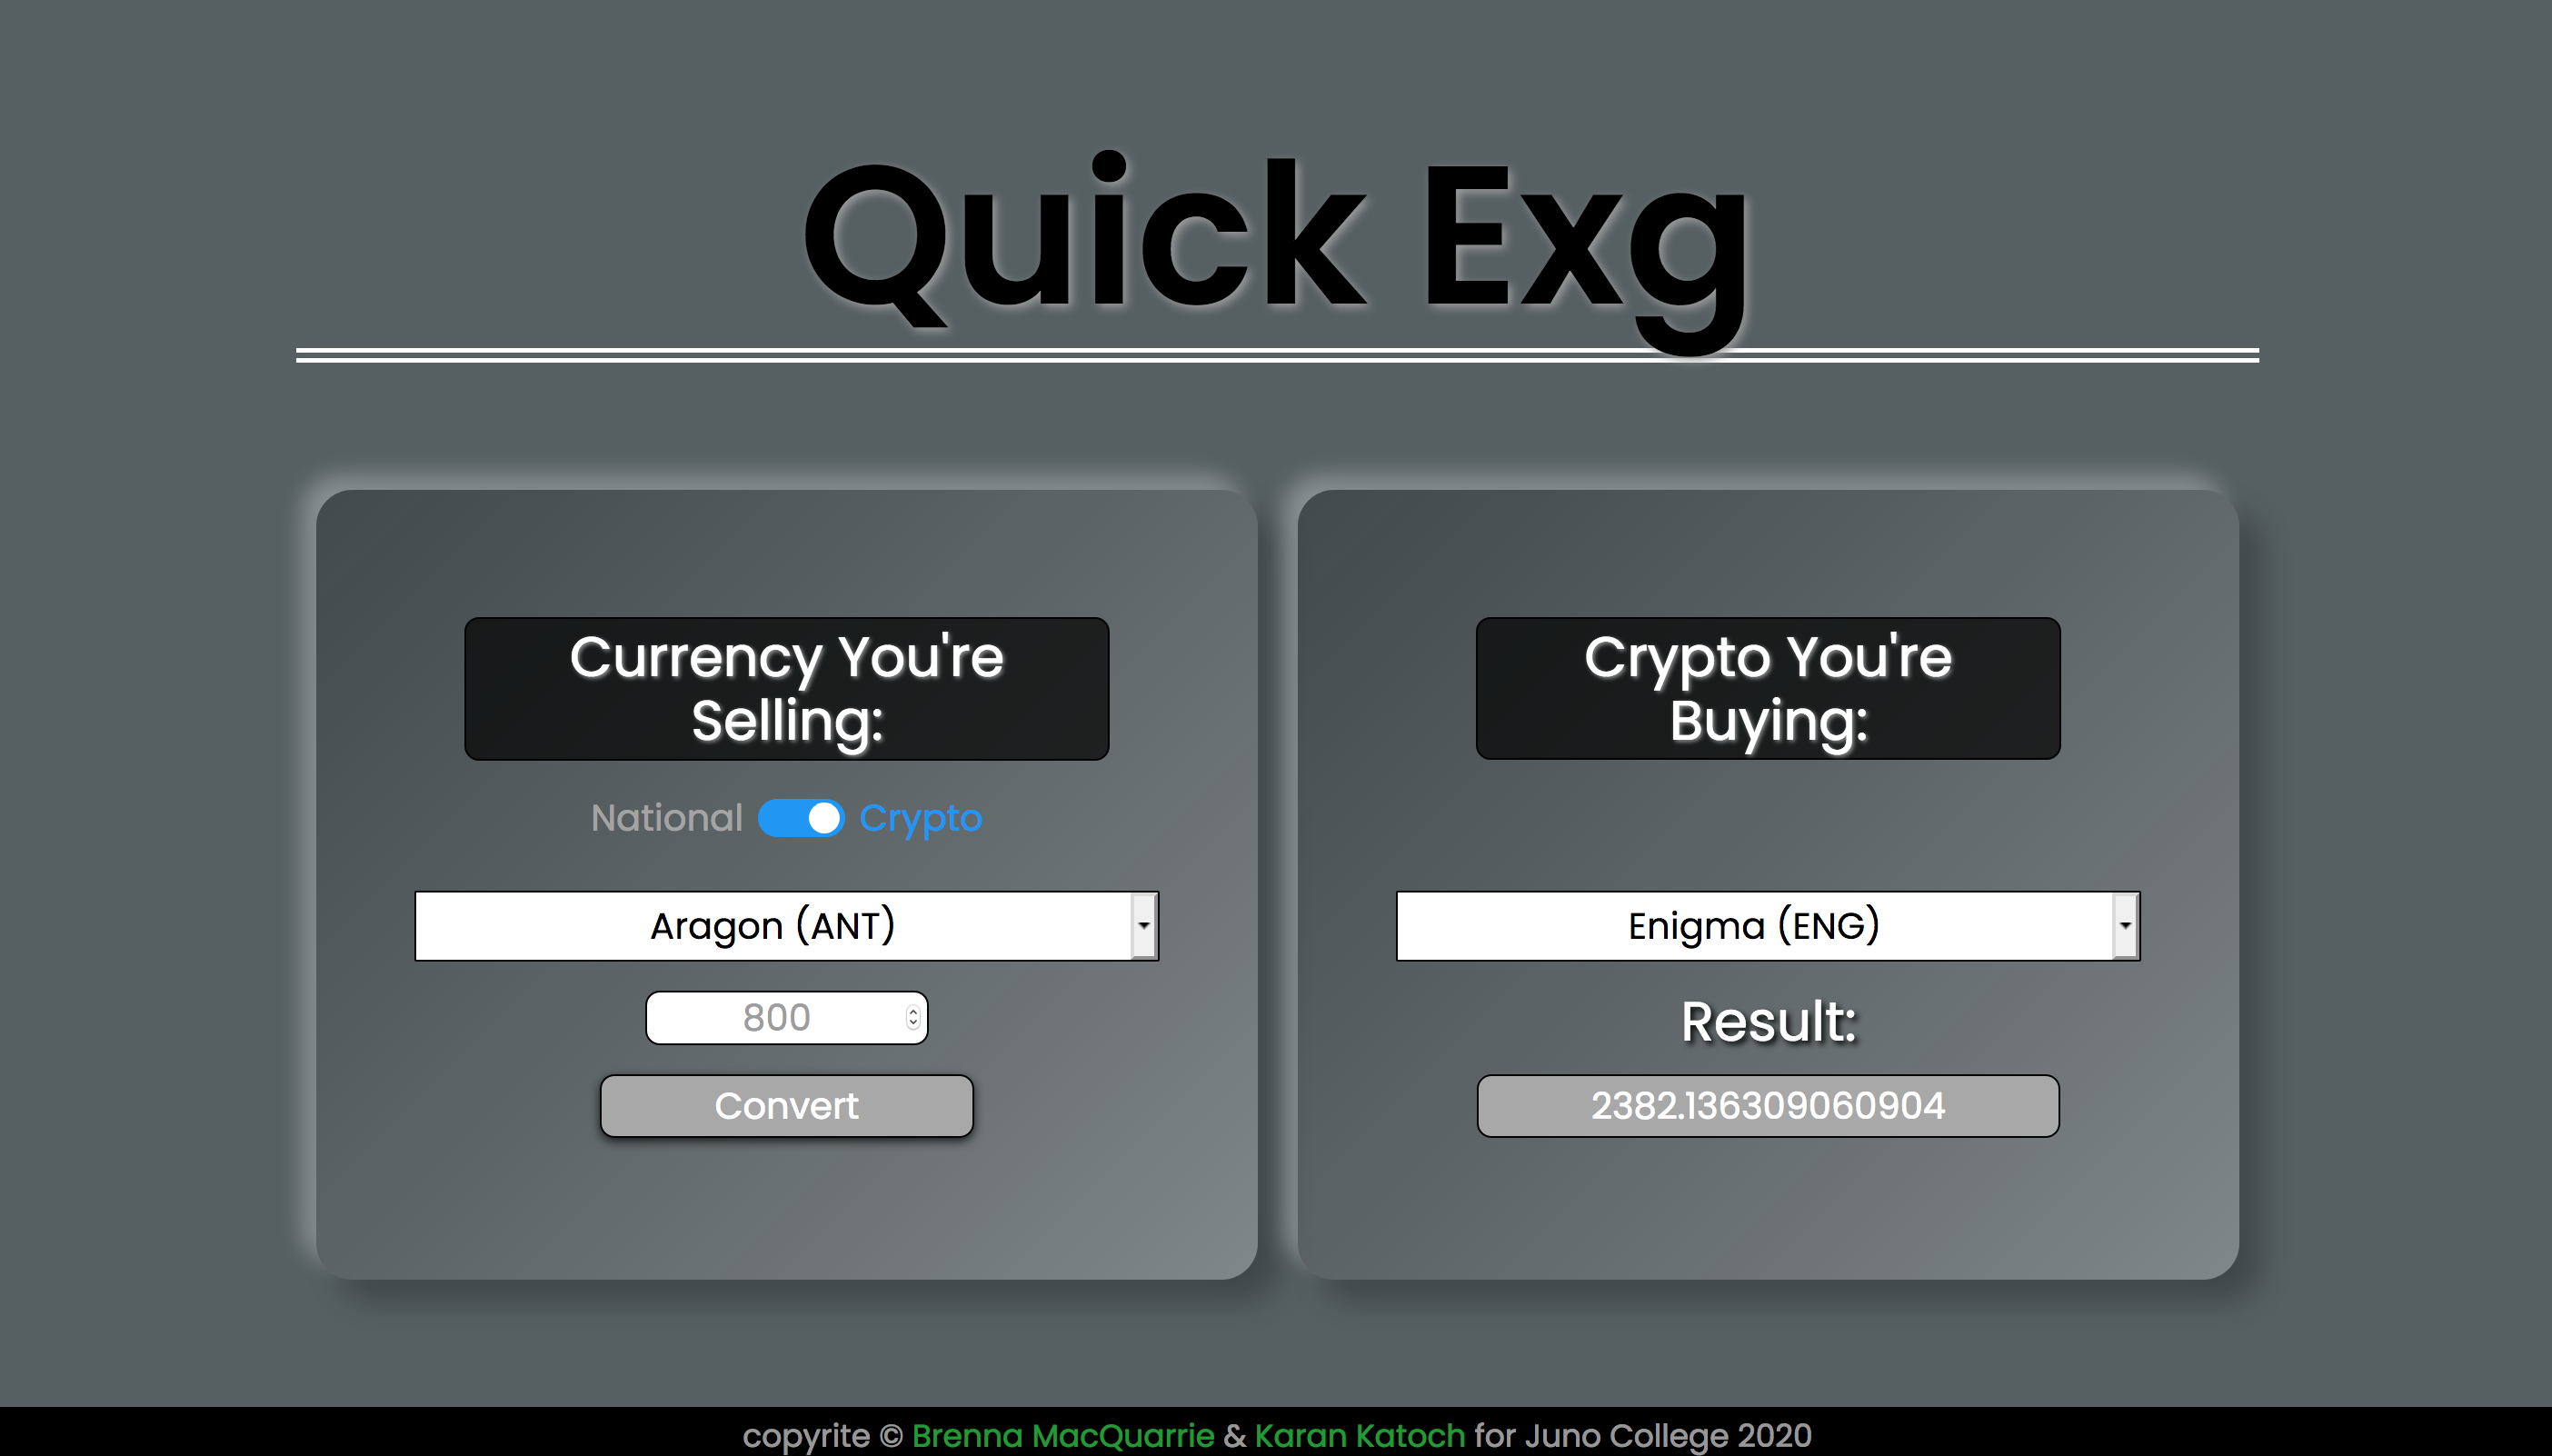 Quick Exg
Currency You're
Selling:
National Crypto
Aragon (ANT)
800
Convert
Crypto You're
Buying:
Enigma (ENG)
Result:
2382.136309060904
copyrite © Brenna MacQuarrie & Karan Katoch for Juno College 2020